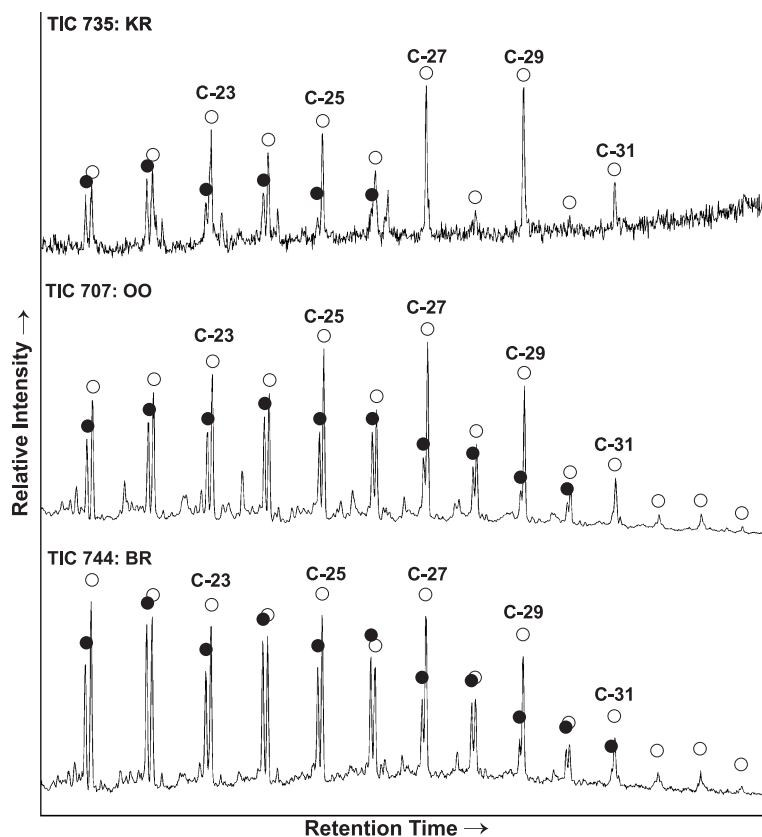 TIC 735: KR
C-27
C-29
C-23
C-25
C-31
TIC 707: OO
C-27
C-25
C-23
C-29
C-31
TIC 744: BR
C-23
C-25
C-27
C-29
C-31
Relative Intensity →
Retention Time →